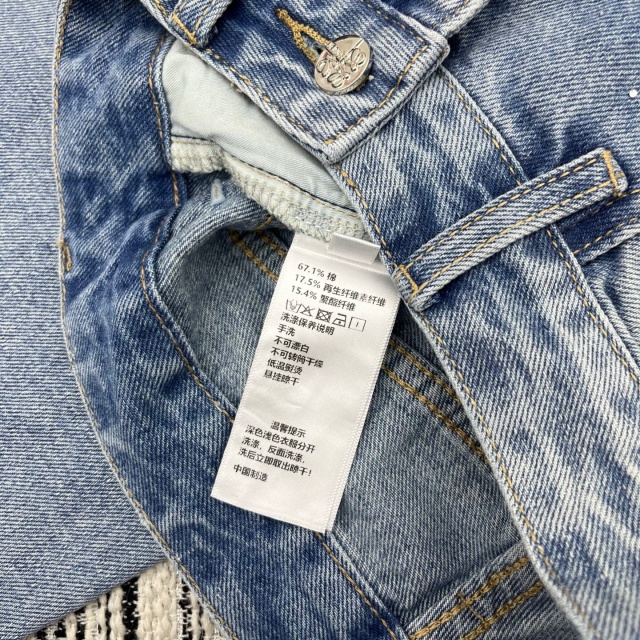 67.1% 棉
17.5% 再生纤维素纤维
15.4% 聚酯纤维
洗涤保养说明
手洗
不可漂白
不可转筒干燥
低温熨烫
悬挂晾干
温馨提示
深色浅色衣服分开
洗涤，反面洗涤，
洗后立即取出晾干！
中国制造